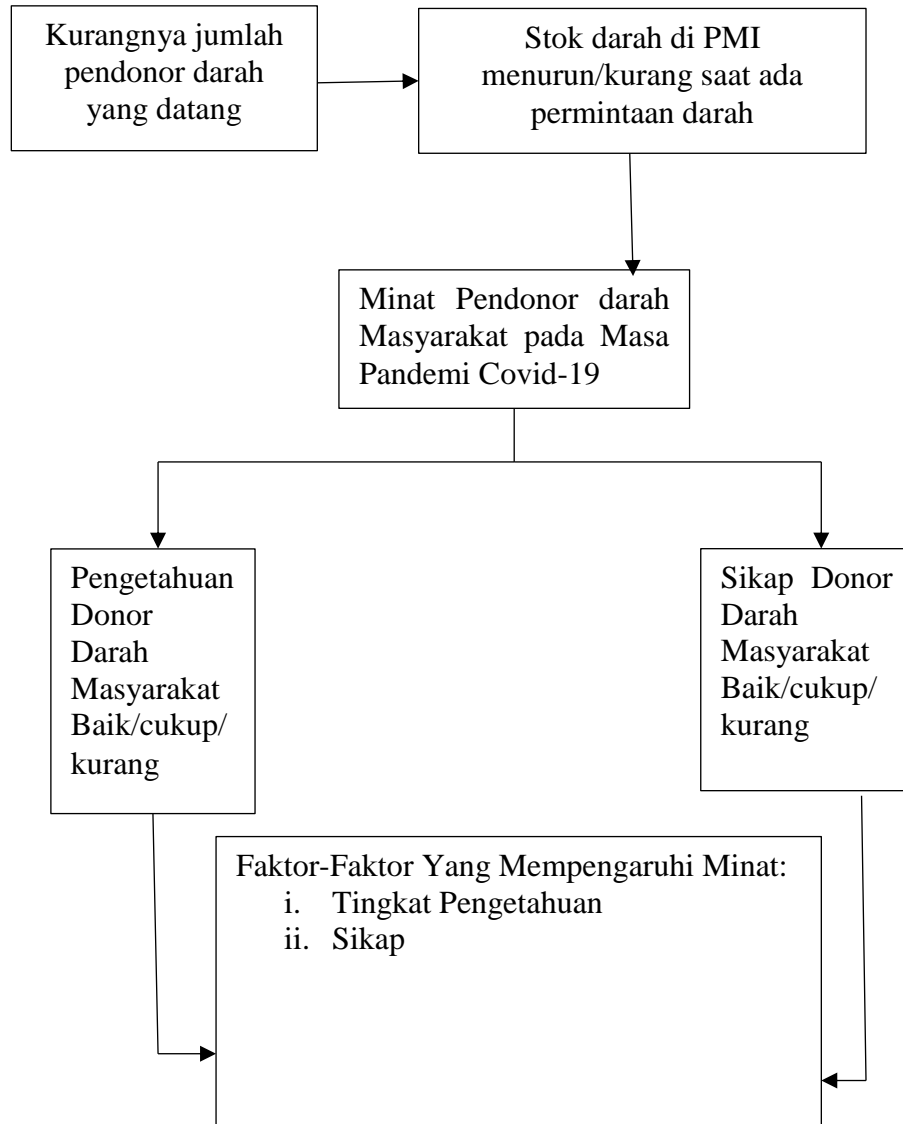 Kurangnya jumlah
pendonor darah
yang datang
Stok darah di PMI
menurun/kurang saat ada
permintaan darah
Minat Pendonor darah
Masyarakat pada Masa
Pandemi Covid-19
Pengetahuan
Donor
Darah
Masyarakat
Baik/cukup/
kurang
Sikap Donor
Darah
Masyarakat
Baik/cukup/
kurang
Faktor-Faktor Yang Mempengaruhi Minat:
i. Tingkat Pengetahuan
ii. Sikap